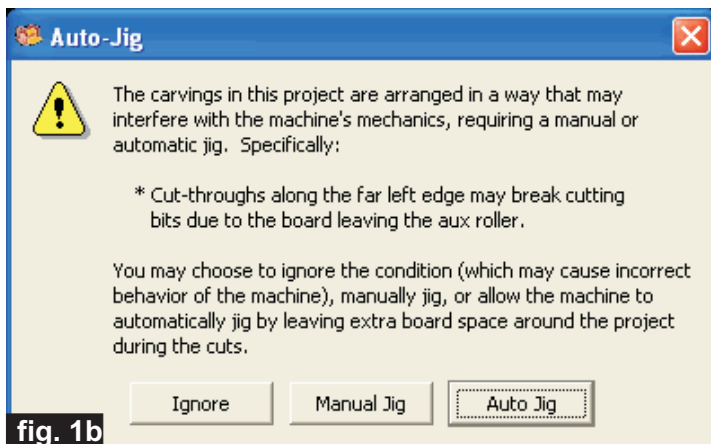 Auto-Jig
The carvings in this project are arranged in a way that may
interfere with the machine's mechanics, requiring a manual or
automatic jig. Specifically:
* Cut-throughs along the far left edge may break cutting
bits due to the board leaving the aux roller.
You may choose to ignore the condition (which may cause incorrect
behavior of the machine), manually jig, or allow the machine to
automatically jig by leaving extra board space around the project
during the cuts.
Ignore Manual Jig Auto Jig
fig. 1b